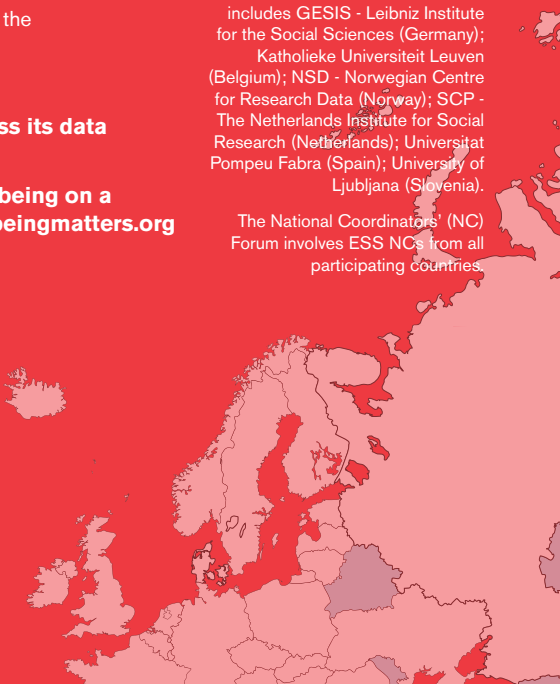 the
ss its data
being on a
beingmatters.org
includes GESIS - Leibniz Institute
for the Social Sciences (Germany);
Katholieke Universiteit Leuven
(Belgium); NSD - Norwegian Centre
for Research Data (Norway); SCP -
The Netherlands Institute for Social
Research (Netherlands); Universitat
Pompeu Fabra (Spain); University of
Ljubljana (Slovenia).
The National Coordinators’ (NC)
Forum involves ESS NCs from all
participating countries.